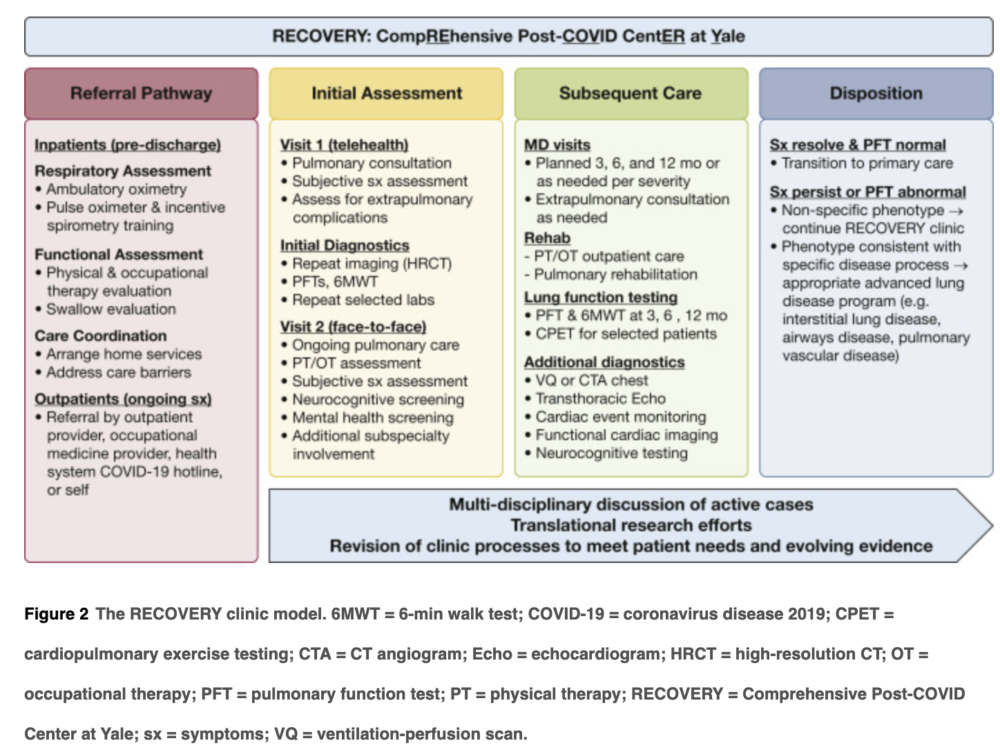 RECOVERY: CompREhensive Post-COVID CentER at Yale
Referral Pathway
Inpatients (pre-discharge)
Respiratory Assessment
• Ambulatory oximetry
• Pulse oximeter & incentive
spirometry training
Functional Assessment
• Physical & occupational
therapy evaluation
• Swallow evaluation
Care Coordination
• Arrange home services
• Address care barriers
Outpatients (ongoing sx)
• Referral by outpatient
provider, occupational
medicine provider, health
system COVID-19 hotline,
or self
Initial Assessment
Visit 1 (telehealth)
• Pulmonary consultation
• Subjective sx assessment
• Assess for extrapulmonary
complications
Initial Diagnostics
• Repeat imaging (HRCT)
• PFTs, 6MWT
• Repeat selected labs
Visit 2 (face-to-face)
• Ongoing pulmonary care
• PT/OT assessment
• Subjective sx assessment
• Neurocognitive screening
• Mental health screening
• Additional subspecialty
involvement
Subsequent Care
MD visits
• Planned 3, 6, and 12 mo or
as needed per severity
• Extrapulmonary consultation
as needed
Rehab
- PT/OT outpatient care
- Pulmonary rehabilitation
Lung function testing
• PFT & 6MWT at 3, 6 , 12 mo
• CPET for selected patients
Additional diagnostics
• VQ or CTA chest
• Transthoracic Echo
• Cardiac event monitoring
• Functional cardiac imaging
• Neurocognitive testing
Disposition
Sx resolve & PFT normal
• Transition to primary care
Sx persist or PFT abnormal
• Non-specific phenotype →
continue RECOVERY clinic
• Phenotype consistent with
specific disease process →
appropriate advanced lung
disease program (e.g.
interstitial lung disease,
airways disease, pulmonary
vascular disease)
Multi-disciplinary discussion of active cases
Translational research efforts
Revision of clinic processes to meet patient needs and evolving evidence
Figure 2 The RECOVERY clinic model. 6MWT = 6-min walk test; COVID-19 = coronavirus disease 2019; CPET =
cardiopulmonary exercise testing; CTA = CT angiogram; Echo = echocardiogram; HRCT = high-resolution CT; OT =
occupational therapy; PFT = pulmonary function test; PT = physical therapy; RECOVERY = Comprehensive Post-COVID
Center at Yale; sx = symptoms; VQ = ventilation-perfusion scan.